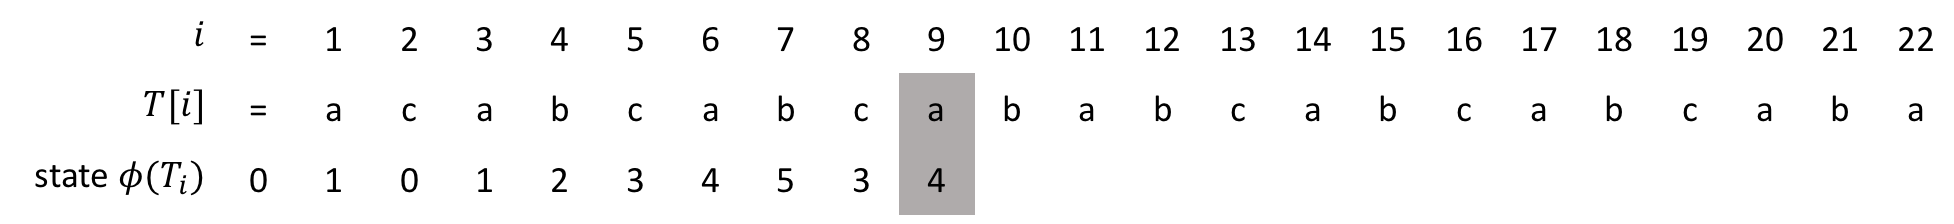 i = 1 2 3 4 5 6 7 8 9 10 11 12 13 14 15 16 17 18 19 20 21 22
T[i] = a c a b c a b c a b a b c a b c a b c a b a
state ϕ(Tᵢ) 0 1 0 1 2 3 4 5 3 4